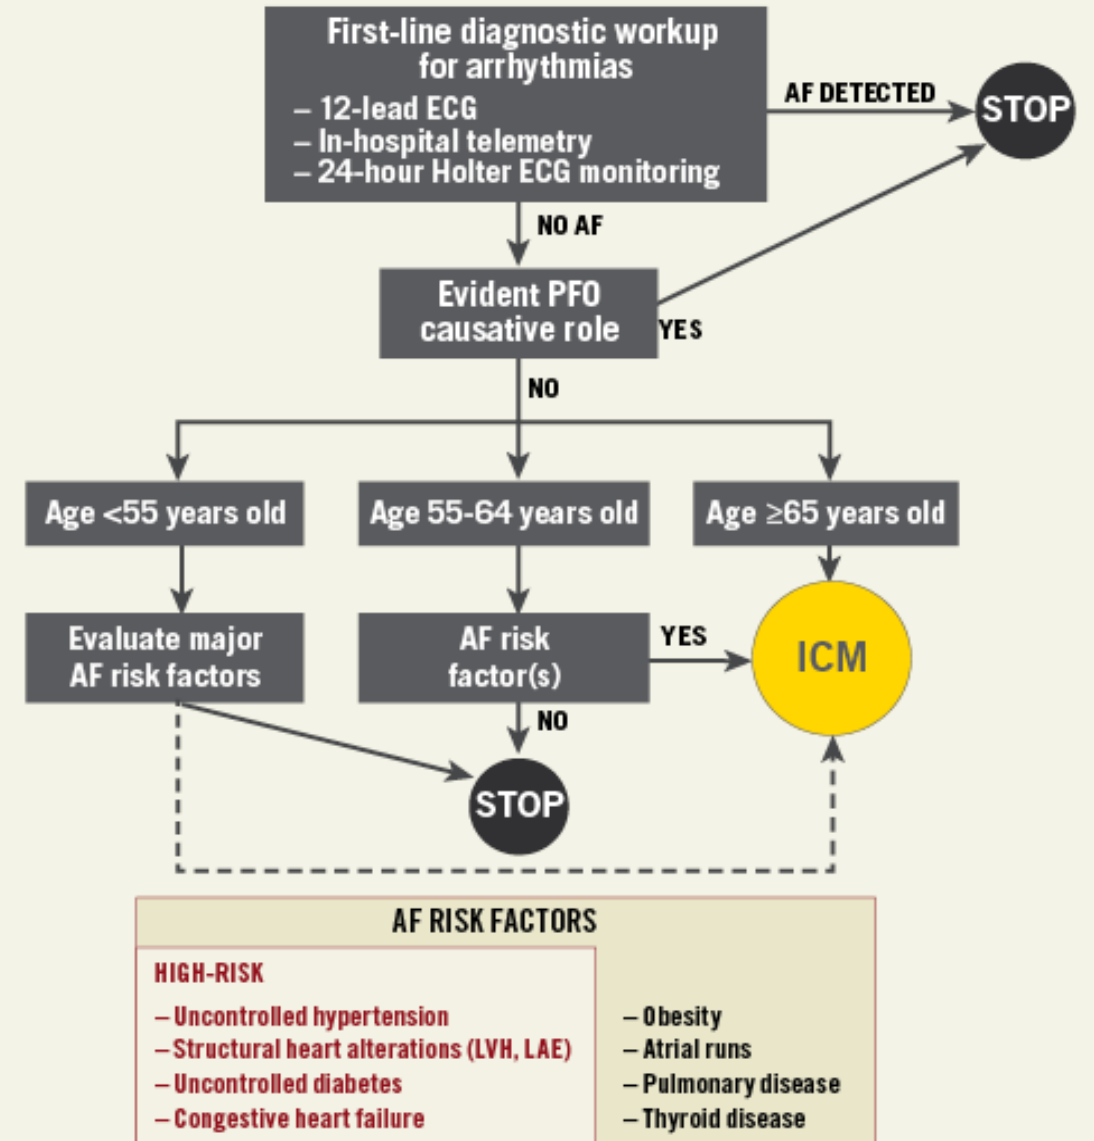 First-line diagnostic workup
for arrhythmias
– 12-lead ECG
– In-hospital telemetry
– 24-hour Holter ECG monitoring
AF DETECTED
STOP
NO AF
Evident PFO
causative role
YES
NO
Age <55 years old
Age 55-64 years old
Age ≥65 years old
Evaluate major
AF risk factors
AF risk
factor(s)
YES
ICM
NO
STOP
AF RISK FACTORS
HIGH-RISK
– Uncontrolled hypertension
– Structural heart alterations (LVH, LAE)
– Uncontrolled diabetes
– Congestive heart failure
– Obesity
– Atrial runs
– Pulmonary disease
– Thyroid disease